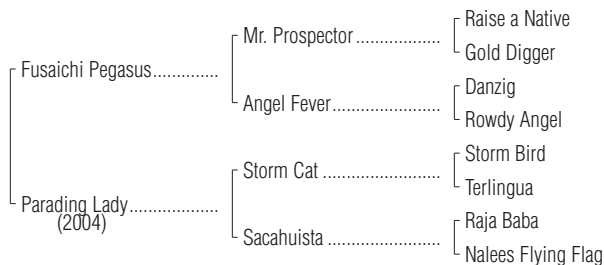 Raise a Native
Mr. Prospector ....................
Gold Digger
Fusaichi Pegasus..............
Danzig
Angel Fever.........................
Rowdy Angel
Storm Bird
Storm Cat ...........................
Terlingua
Parading Lady...................
(2004)
Raja Baba
Sacahuista .........................
Nalees Flying Flag